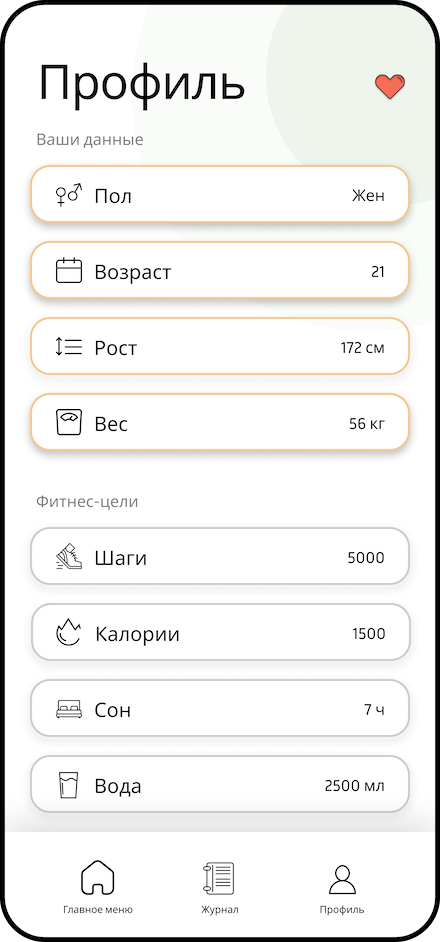 Профиль
Ваши данные
Пол Жен
Возраст 21
Рост 172 см
Вес 56 кг
Фитнес-цели
Шаги 5000
Калории 1500
Сон 7 ч
Вода 2500 мл
Главное меню Журнал Профиль